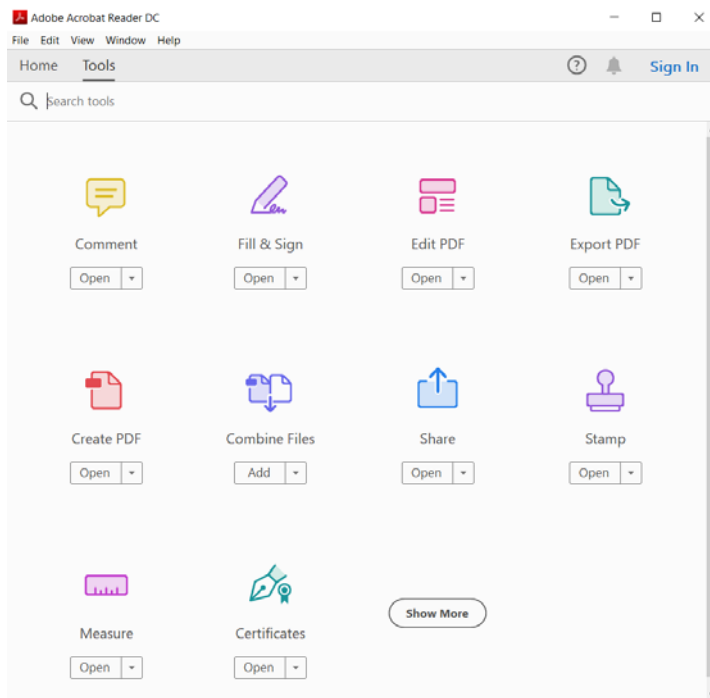 Adobe Acrobat Reader DC
File Edit View Window Help
Home Tools Sign In
Search tools
Comment Fill & Sign Edit PDF Export PDF
Open Open Open Open
Create PDF Combine Files Share Stamp
Open Add Open Open
Measure Certificates Show More
Open Open